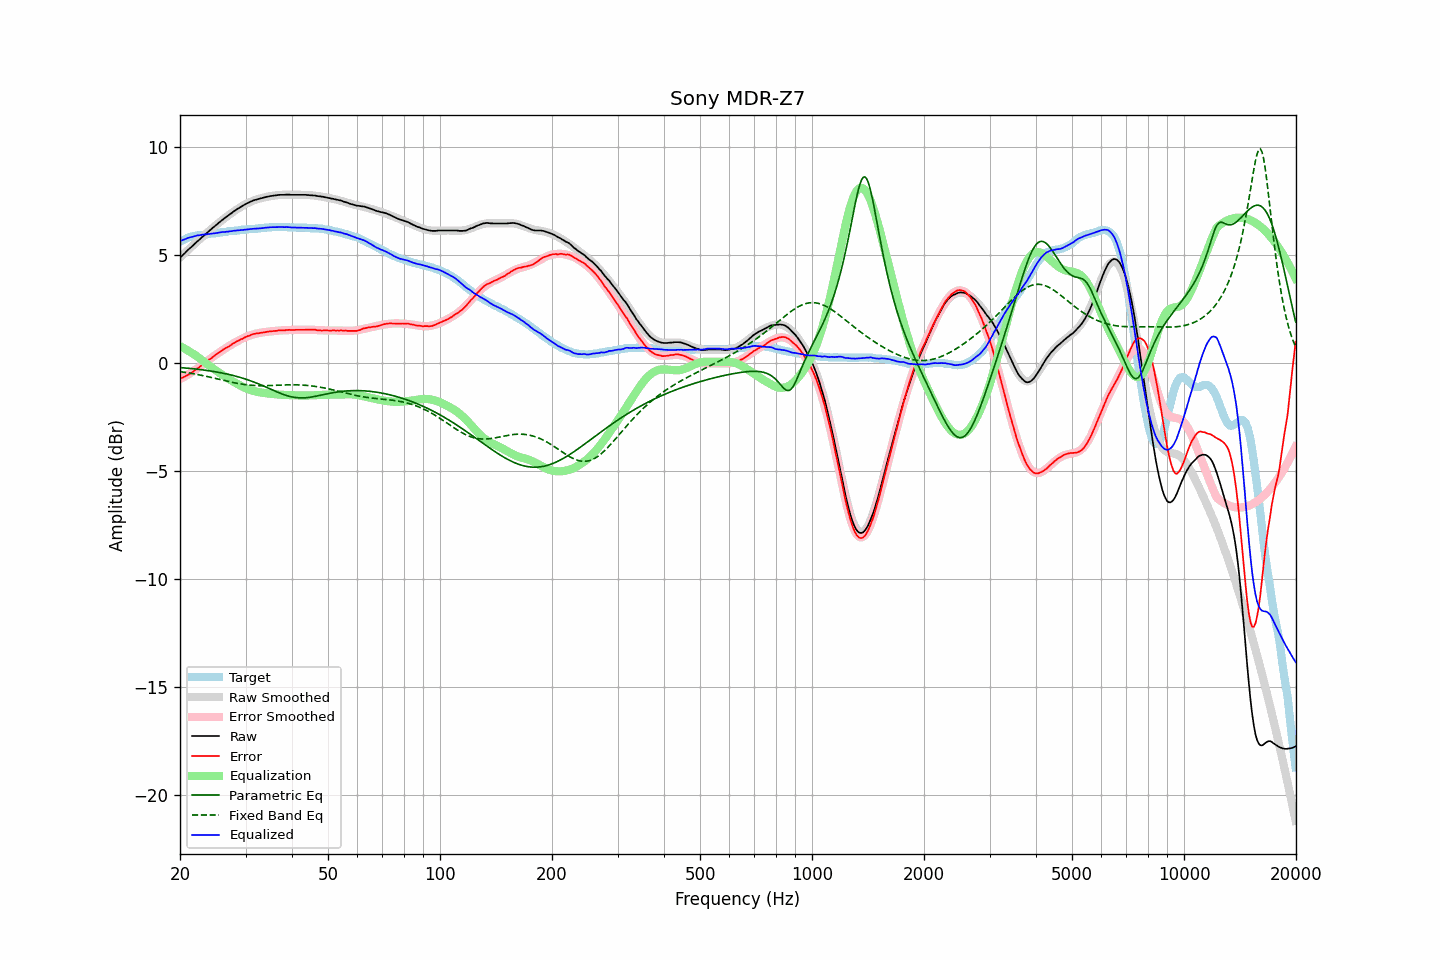 Sony MDR-Z7
Amplitude (dBr)
10
5
0
−5
−10
−15
−20
Target
Raw Smoothed
Error Smoothed
Raw
Error
Equalization
Parametric Eq
Fixed Band Eq
Equalized
20 50 100 200 500 1000 2000 5000 10000 20000
Frequency (Hz)